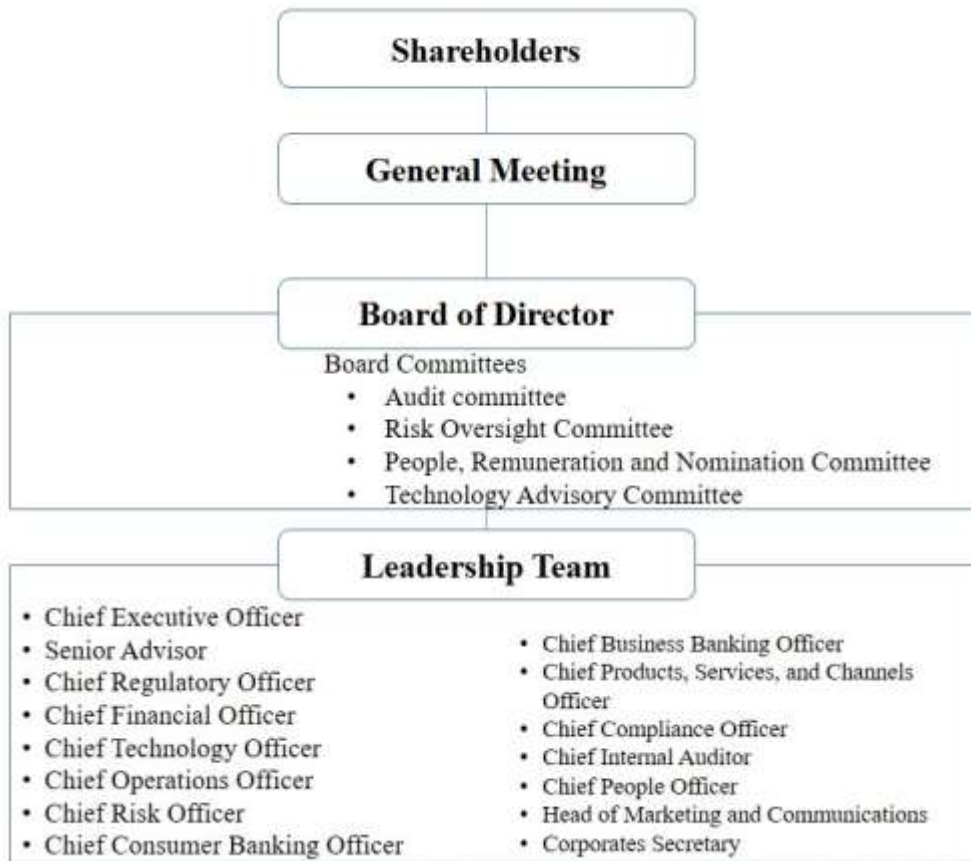 Shareholders
General Meeting
Board of Director
Board Committees
• Audit committee
• Risk Oversight Committee
• People, Remuneration and Nomination Committee
• Technology Advisory Committee
Leadership Team
• Chief Executive Officer
• Senior Advisor
• Chief Regulatory Officer
• Chief Financial Officer
• Chief Technology Officer
• Chief Operations Officer
• Chief Risk Officer
• Chief Consumer Banking Officer
• Chief Business Banking Officer
• Chief Products, Services, and Channels
Officer
• Chief Compliance Officer
• Chief Internal Auditor
• Chief People Officer
• Head of Marketing and Communications
• Corporates Secretary